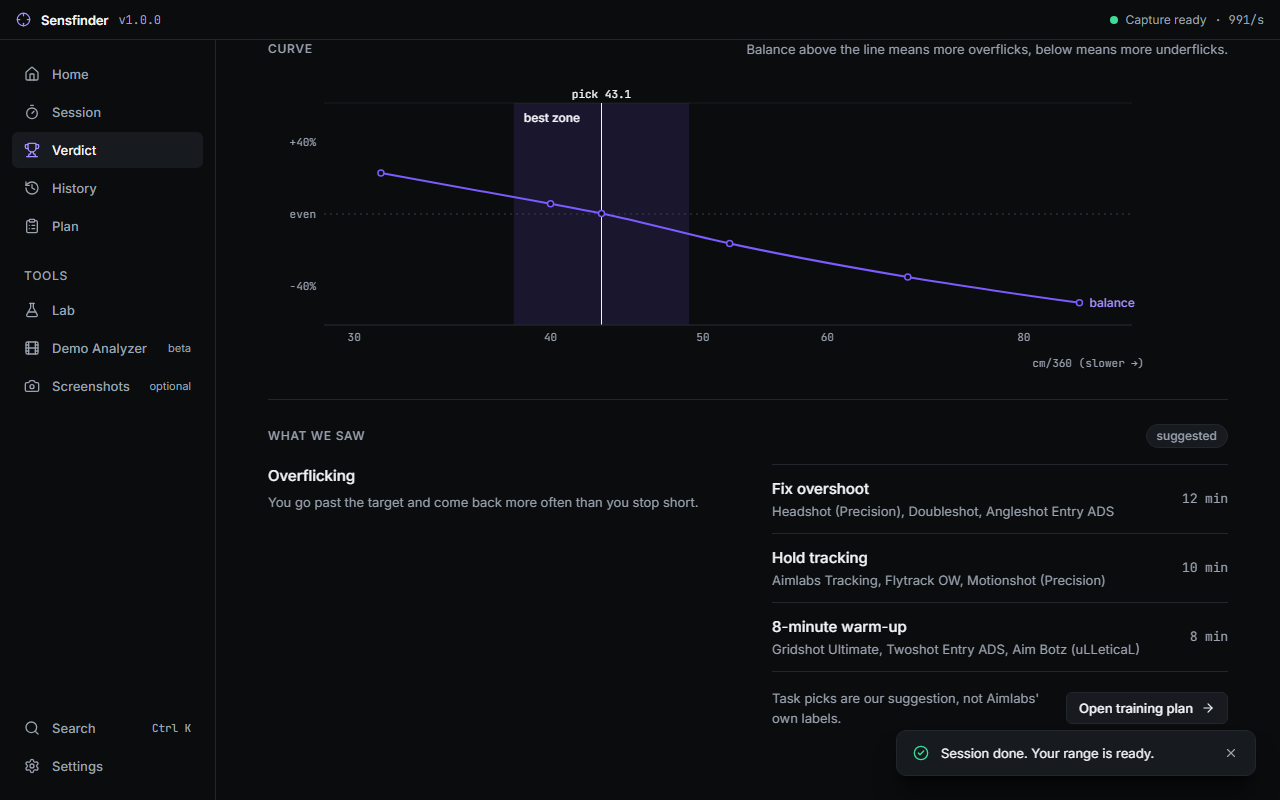 Sensfinder v1.0.0
Capture ready · 991/s
Home
Session
Verdict
History
Plan
TOOLS
Lab
Demo Analyzer beta
Screenshots optional
Search Ctrl K
Settings
CURVE
Balance above the line means more overflicks, below means more underflicks.
pick 43.1
best zone
+40%
even
-40%
balance
30 40 50 60 80
cm/360 (slower →)
WHAT WE SAW
suggested
Overflicking
You go past the target and come back more often than you stop short.
Fix overshoot
Headshot (Precision), Doubleshot, Angleshot Entry ADS
12 min
Hold tracking
Aimlabs Tracking, Flytrack OW, Motionshot (Precision)
10 min
8-minute warm-up
Gridshot Ultimate, Twoshot Entry ADS, Aim Botz (uLLeticaL)
8 min
Task picks are our suggestion, not Aimlabs'
own labels.
Open training plan →
Session done. Your range is ready.